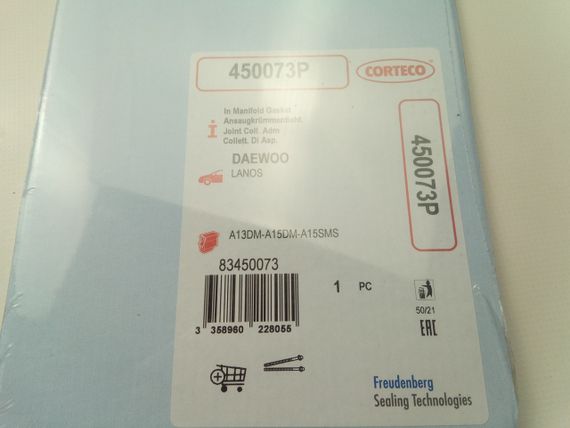 450073P
CORTECO
In Manifold Gasket
Ansaugkrümmerdicht.
Joint Coll. Adm
Collett. Di Asp.
DAEWOO
LANOS
450073P
A13DM-A15DM-A15SMS
83450073
1 PC
3 358960 228055
50/21
EAC
Freudenberg
Sealing Technologies